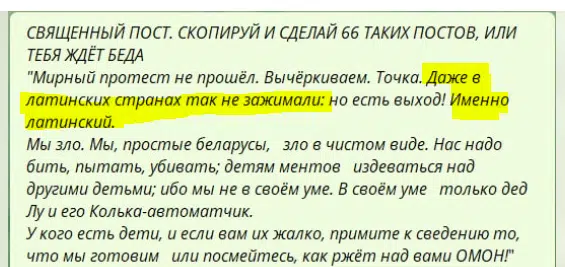 СВЯЩЕННЫЙ ПОСТ. СКОПИРУЙ И СДЕЛАЙ 66 ТАКИХ ПОСТОВ, ИЛИ
ТЕБЯ ЖДЁТ БЕДА
"Мирный протест не прошёл. Вычёркиваем. Точка. Даже в
латинских странах так не зажимали: но есть выход! Именно
латинский.
Мы зло. Мы, простые беларусы, зло в чистом виде. Нас надо
бить, пытать, убивать; детям ментов издеваться над
другими детьми; ибо мы не в своём уме. В своём уме только дед
Лу и его Колька-автоматчик.
У кого есть дети, и если вам их жалко, примите к сведению то,
что мы готовим или посмейтесь, как ржёт над вами ОМОН!"